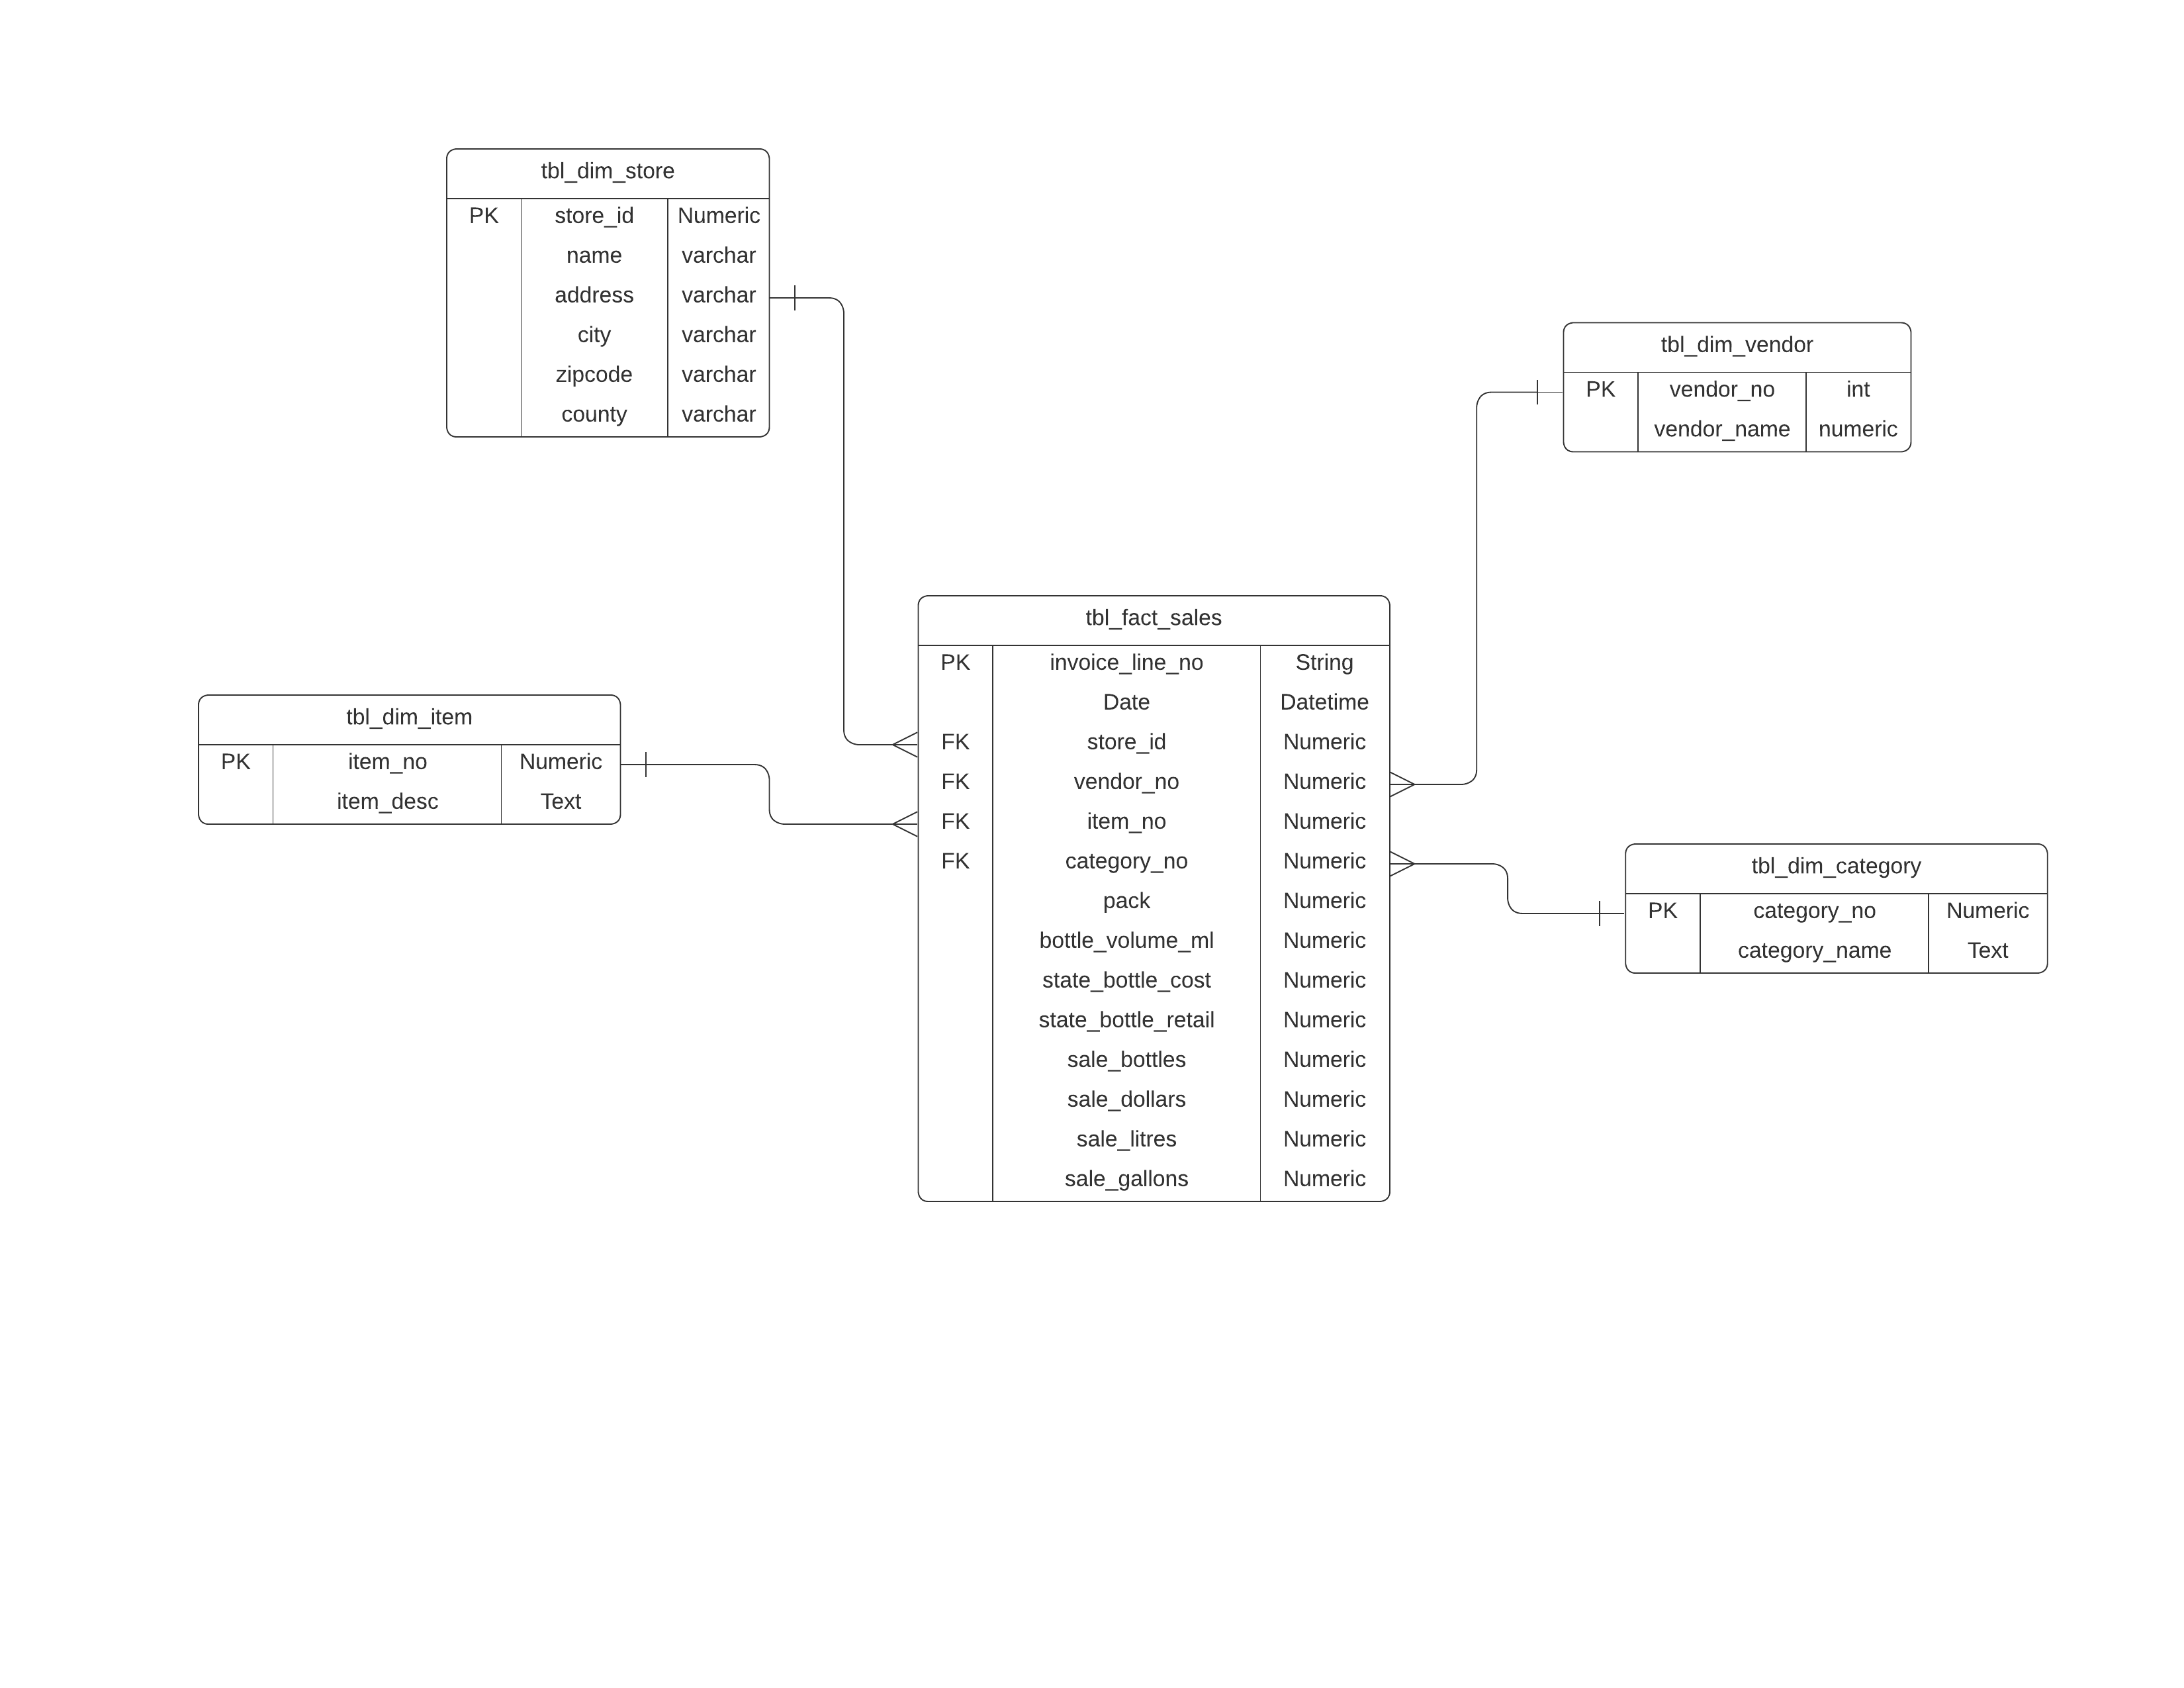 tbl_dim_store
PK store_id Numeric
name varchar
address varchar
city varchar
zipcode varchar
county varchar
tbl_dim_vendor
PK vendor_no int
vendor_name numeric
tbl_fact_sales
PK invoice_line_no String
Date Datetime
FK store_id Numeric
FK vendor_no Numeric
FK item_no Numeric
FK category_no Numeric
pack Numeric
bottle_volume_ml Numeric
state_bottle_cost Numeric
state_bottle_retail Numeric
sale_bottles Numeric
sale_dollars Numeric
sale_litres Numeric
sale_gallons Numeric
tbl_dim_item
PK item_no Numeric
item_desc Text
tbl_dim_category
PK category_no Numeric
category_name Text